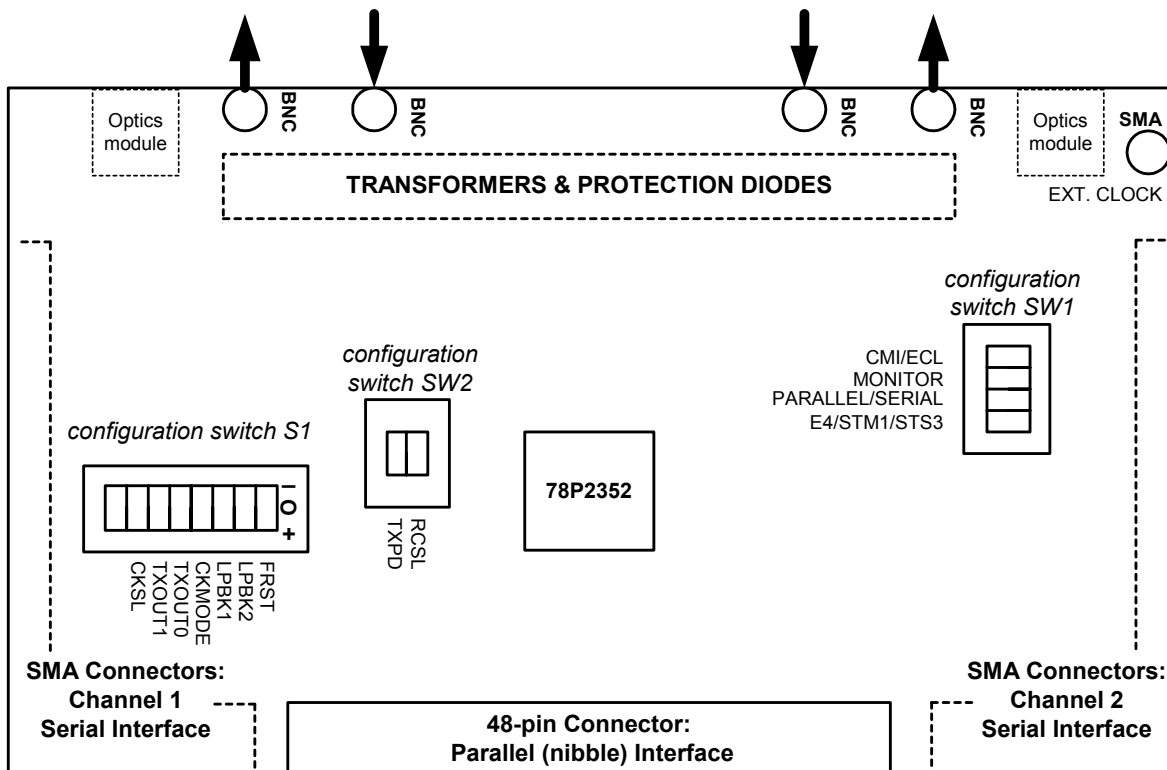 BNC
BNC
BNC
BNC
Optics
module
Optics
module
SMA
EXT. CLOCK
TRANSFORMERS & PROTECTION DIODES
configuration
switch SW1
CMI/ECL
MONITOR
PARALLEL/SERIAL
E4/STM1/STS3
configuration
switch SW2
RCSL
TXPD
configuration switch S1
– O +
FRST
LPBK2
LPBK1
CKMODE
TXOUT0
TXOUT1
CKSL
78P2352
SMA Connectors:
Channel 1
Serial Interface
48-pin Connector:
Parallel (nibble) Interface
SMA Connectors:
Channel 2
Serial Interface